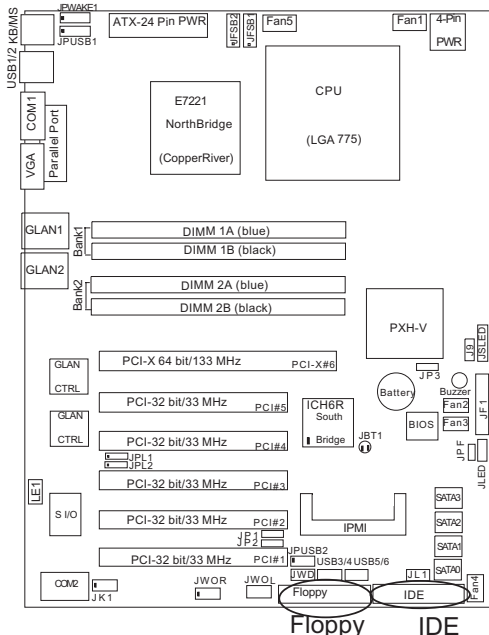 JPWAKE1
JPUSB1
KB/MS
USB1/2
ATX-24 Pin PWR
JFSB2
JFSB1
Fan5
Fan1
4-Pin
PWR
COM1
VGA
Parallel Port
E7221
NorthBridge
(CopperRiver)
CPU
(LGA 775)
GLAN1
GLAN2
Bank1
DIMM 1A (blue)
DIMM 1B (black)
Bank2
DIMM 2A (blue)
DIMM 2B (black)
PXH-V
J9
JSLED
JP3
GLAN
CTRL
PCI-X 64 bit/133 MHz
PCI-X#6
Battery
Buzzer
PCI-32 bit/33 MHz
PCI#5
ICH6R
South
Bridge
Fan2
Fan3
JF1
BIOS
GLAN
CTRL
PCI-32 bit/33 MHz
PCI#4
JBT1
JPF
JLED
JPL1
JPL2
PCI-32 bit/33 MHz
PCI#3
LE1
S I/O
PCI-32 bit/33 MHz
PCI#2
IPMI
SATA3
SATA2
SATA1
SATA0
JP1
JP2
PCI-32 bit/33 MHz
PCI#1
JPUSB2
USB3/4
USB5/6
JWD
JL1
COM2
JK1
JWOR
JWOL
Floppy
IDE
Fan4
Floppy
IDE